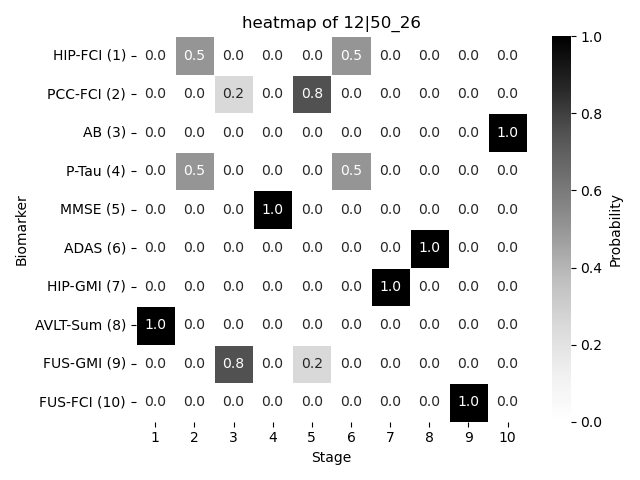 heatmap of 12|50_26
HIP-FCI (1) 0.0 0.5 0.0 0.0 0.0 0.5 0.0 0.0 0.0 0.0
PCC-FCI (2) 0.0 0.0 0.2 0.0 0.8 0.0 0.0 0.0 0.0 0.0
AB (3) 0.0 0.0 0.0 0.0 0.0 0.0 0.0 0.0 0.0 1.0
P-Tau (4) 0.0 0.5 0.0 0.0 0.0 0.5 0.0 0.0 0.0 0.0
MMSE (5) 0.0 0.0 0.0 1.0 0.0 0.0 0.0 0.0 0.0 0.0
ADAS (6) 0.0 0.0 0.0 0.0 0.0 0.0 0.0 1.0 0.0 0.0
HIP-GMI (7) 0.0 0.0 0.0 0.0 0.0 0.0 1.0 0.0 0.0 0.0
AVLT-Sum (8) 1.0 0.0 0.0 0.0 0.0 0.0 0.0 0.0 0.0 0.0
FUS-GMI (9) 0.0 0.0 0.8 0.0 0.2 0.0 0.0 0.0 0.0 0.0
FUS-FCI (10) 0.0 0.0 0.0 0.0 0.0 0.0 0.0 0.0 1.0 0.0
1 2 3 4 5 6 7 8 9 10
Stage
Biomarker
1.0
0.8
0.6
0.4
0.2
0.0
Probability